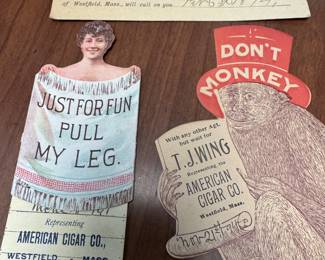 of Westfield, Mass., will call on you
JUST FOR FUN
PULL
MY LEG.
Representing
AMERICAN CIGAR CO.,
WESTFIELD, MASS.
DON'T
MONKEY
With any other Agt.
but wait for
T. J. WING
Representing the
AMERICAN CIGAR CO.
Westfield, Mass.